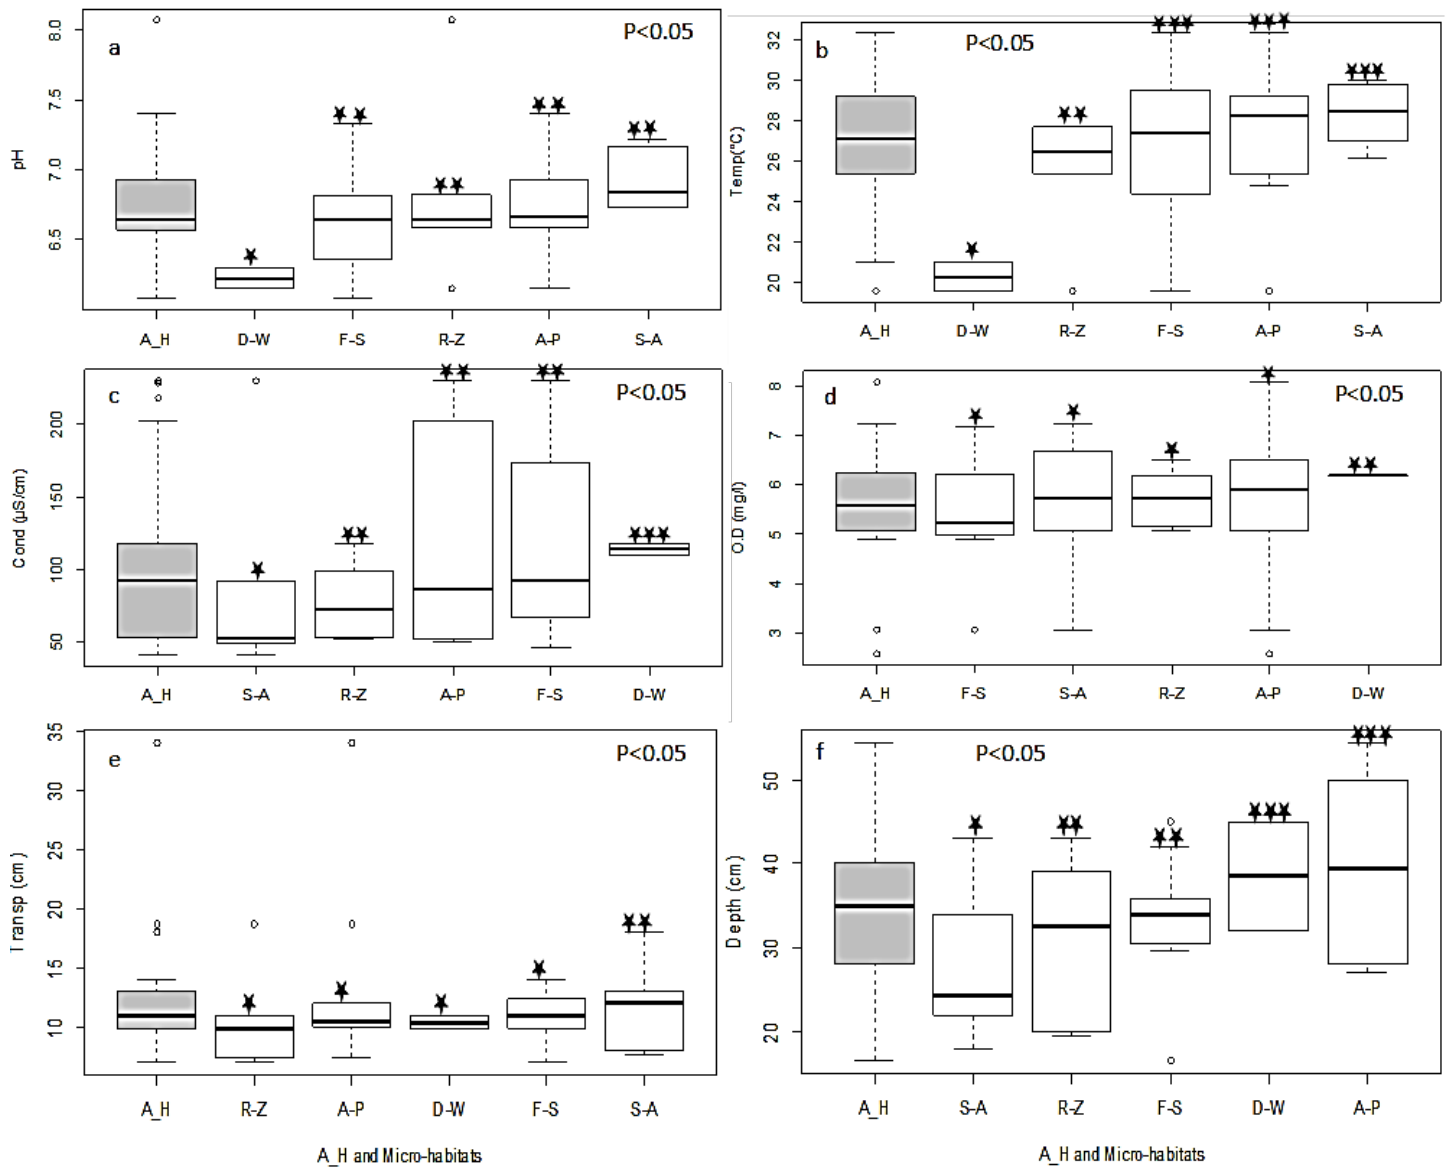 a
P<0.05
pH
8.0
7.5
7.0
6.5
A_H D-W F-S R-Z A-P S-A
b
P<0.05
Temp(°C)
32
30
28
26
24
22
20
A_H D-W R-Z F-S A-P S-A
c
P<0.05
Cond (µS/cm)
200
150
100
50
A_H S-A R-Z A-P F-S D-W
d
P<0.05
O.D (mg/l)
8
7
6
5
4
3
A_H F-S S-A R-Z A-P D-W
e
P<0.05
Transp (cm)
35
30
25
20
15
10
A_H R-Z A-P D-W F-S S-A
A_H and Micro-habitats
f
P<0.05
Depth (cm)
50
40
30
20
A_H S-A R-Z F-S D-W A-P
A_H and Micro-habitats